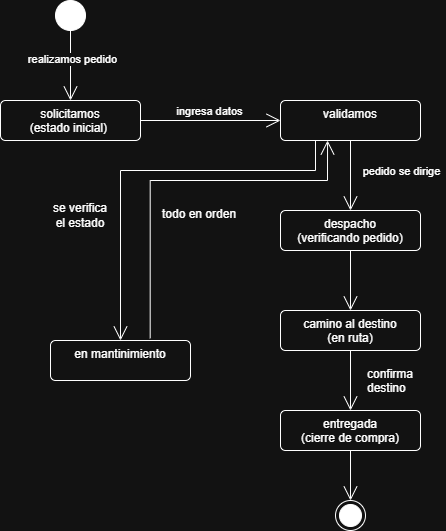 realizamos pedido
solicitamos
(estado inicial)
ingresa datos
validamos
pedido se dirige
se verifica
el estado
todo en orden
despacho
(verificando pedido)
camino al destino
(en ruta)
en mantinimiento
confirma
destino
entregada
(cierre de compra)